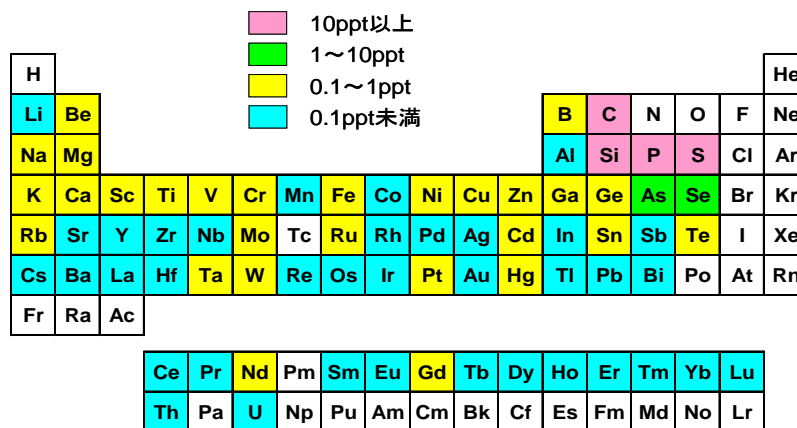 10ppt以上
1～10ppt
0.1～1ppt
0.1ppt未満
H He
Li Be B C N O F Ne
Na Mg Al Si P S Cl Ar
K Ca Sc Ti V Cr Mn Fe Co Ni Cu Zn Ga Ge As Se Br Kr
Rb Sr Y Zr Nb Mo Tc Ru Rh Pd Ag Cd In Sn Sb Te I Xe
Cs Ba La Hf Ta W Re Os Ir Pt Au Hg Tl Pb Bi Po At Rn
Fr Ra Ac
Ce Pr Nd Pm Sm Eu Gd Tb Dy Ho Er Tm Yb Lu
Th Pa U Np Pu Am Cm Bk Cf Es Fm Md No Lr